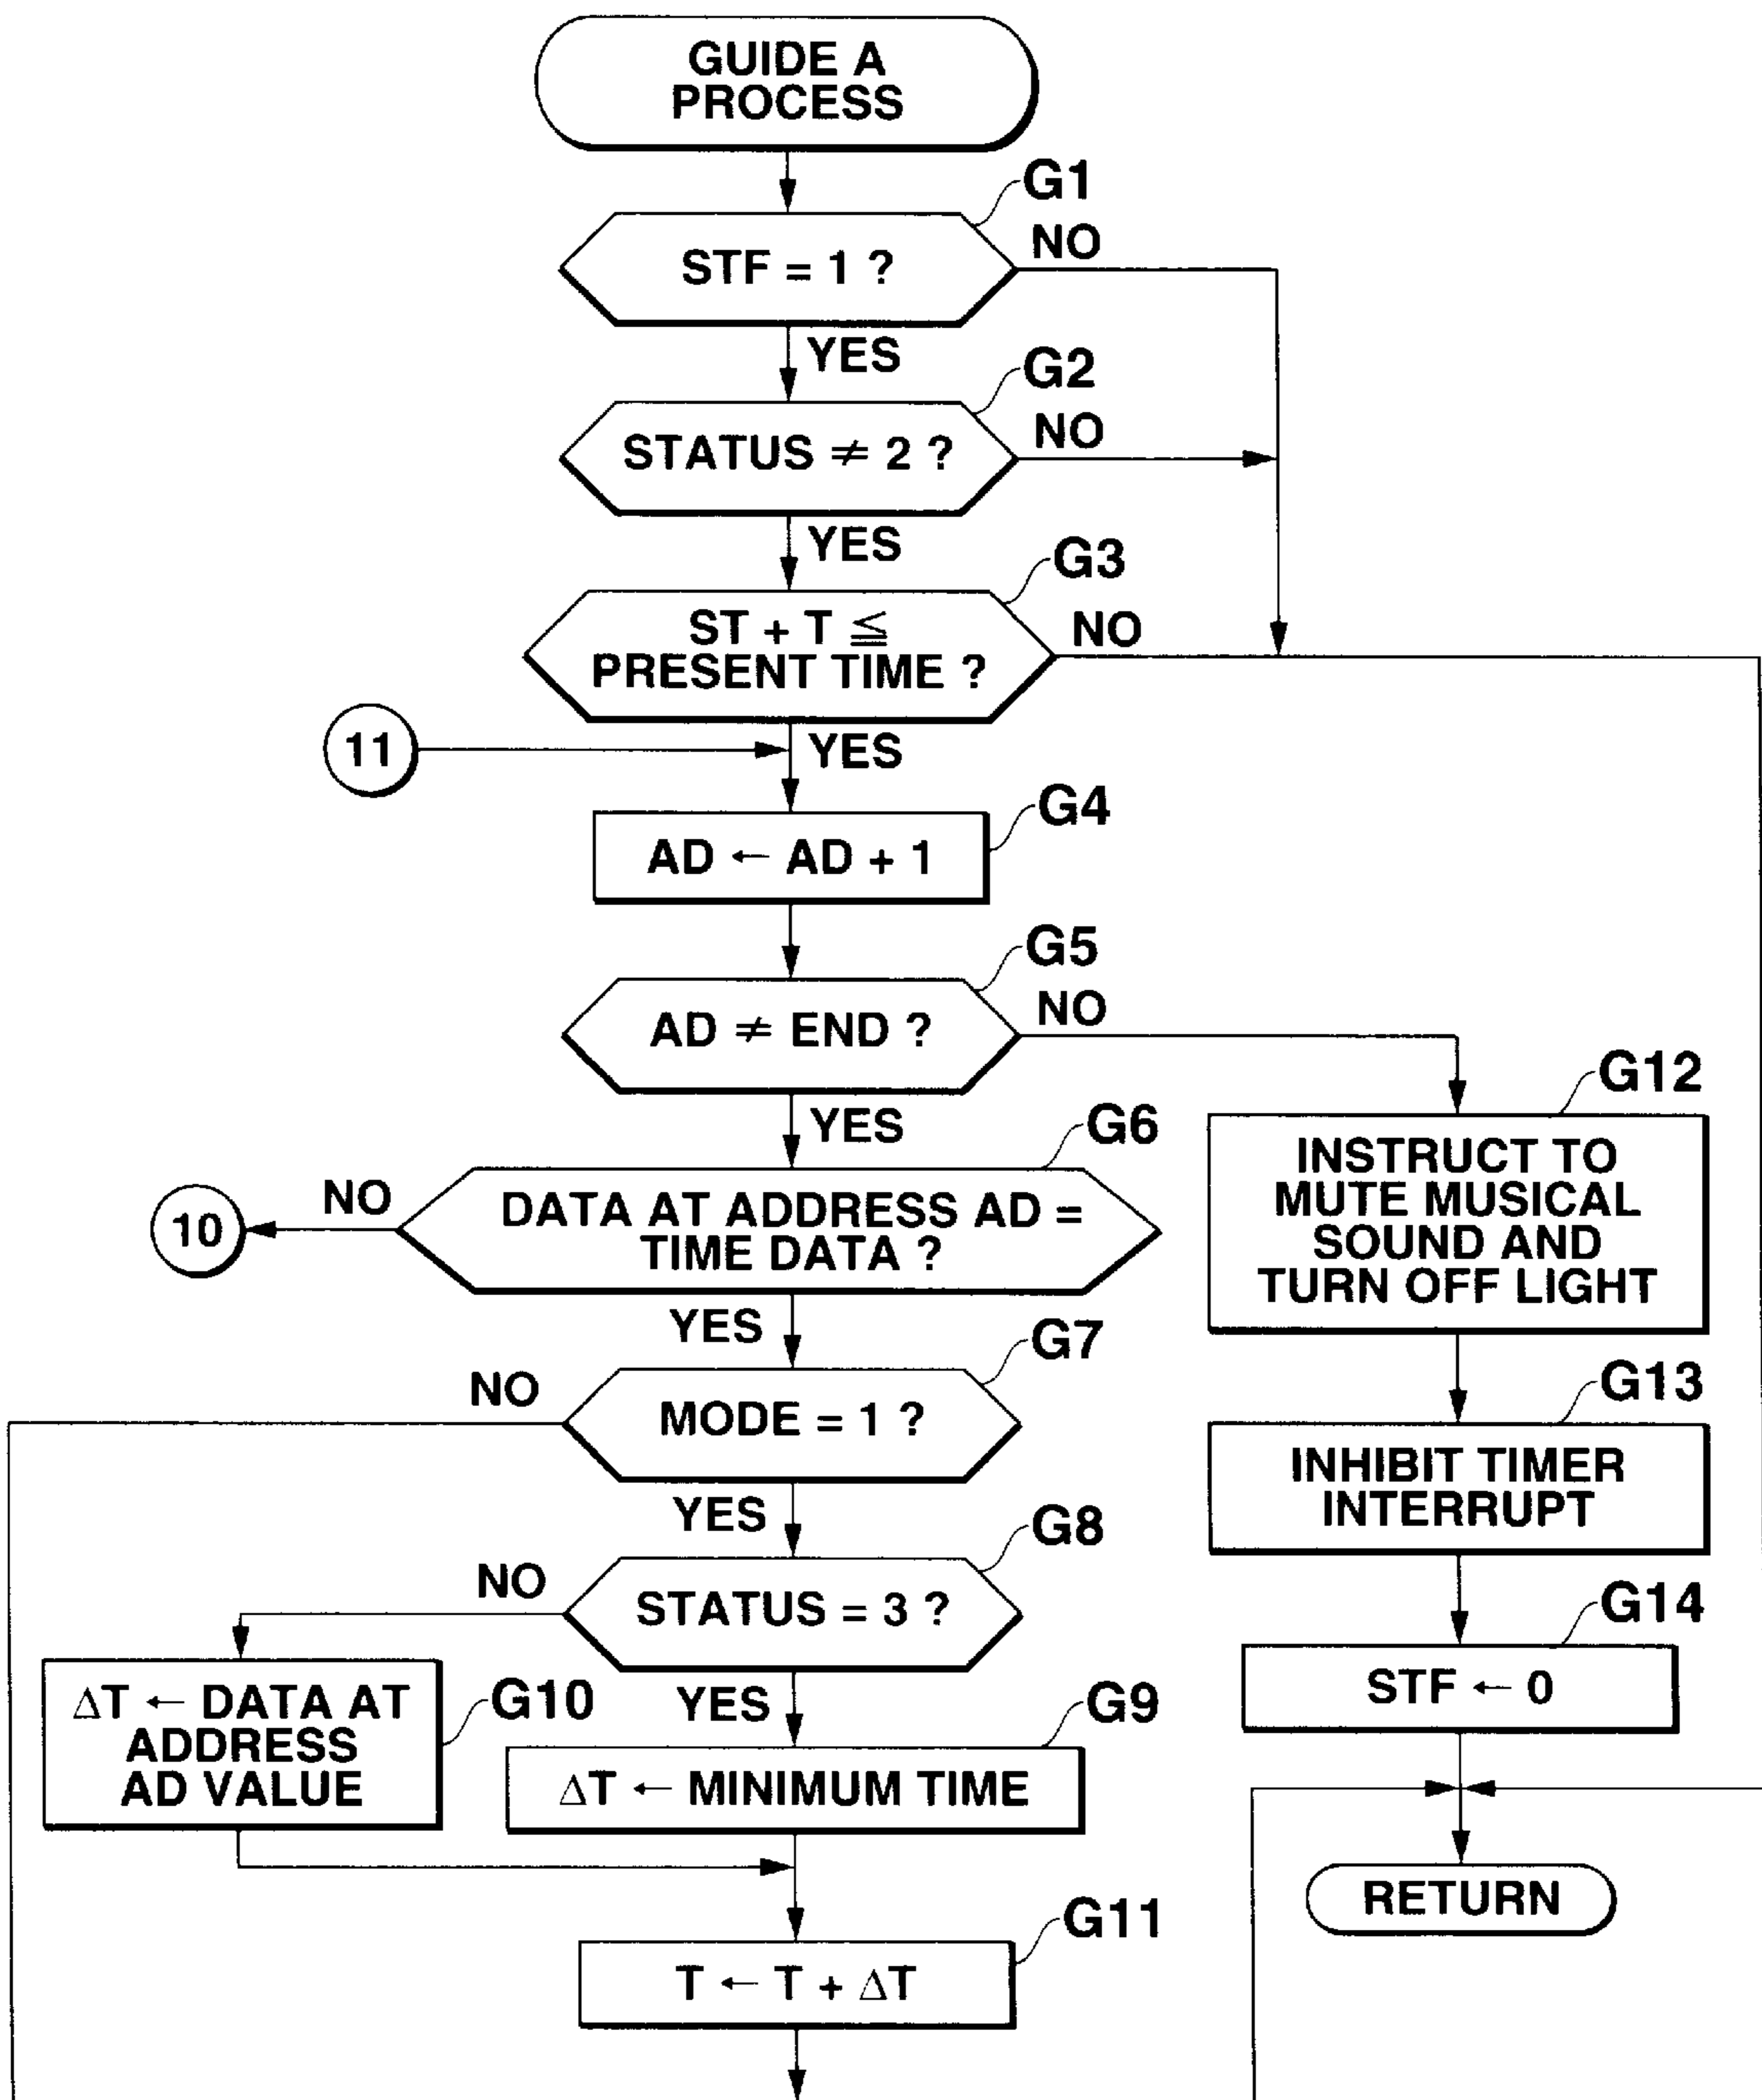 GUIDE A
PROCESS
G1
STF = 1 ?
NO
YES
G2
STATUS ≠ 2 ?
NO
YES
G3
ST + T ≦
PRESENT TIME ?
NO
11
YES
G4
AD ← AD + 1
G5
AD ≠ END ?
NO
YES
G6
DATA AT ADDRESS AD =
TIME DATA ?
NO
10
YES
G7
MODE = 1 ?
NO
YES
G8
STATUS = 3 ?
NO
YES
G10
ΔT ← DATA AT
ADDRESS
AD VALUE
G9
ΔT ← MINIMUM TIME
G11
T ← T + ΔT
G12
INSTRUCT TO
MUTE MUSICAL
SOUND AND
TURN OFF LIGHT
G13
INHIBIT TIMER
INTERRUPT
G14
STF ← 0
RETURN